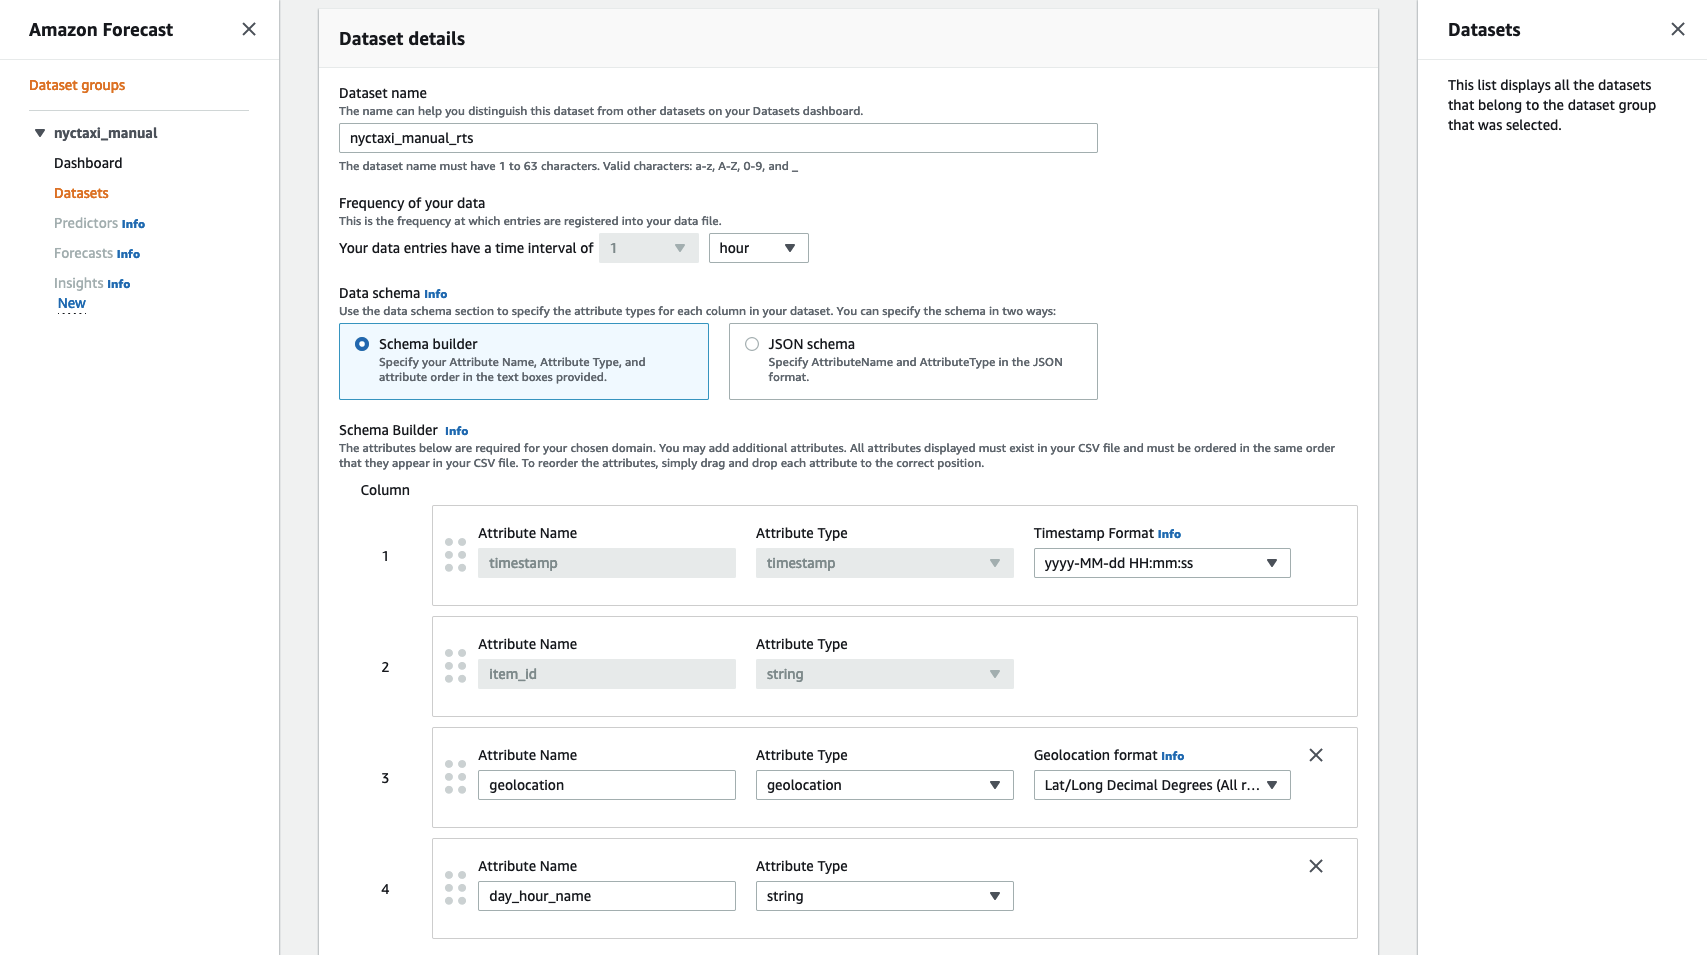 Amazon Forecast
Dataset groups
nyctaxi_manual
Dashboard
Datasets
Predictors Info
Forecasts Info
Insights Info
New
Dataset details
Dataset name
The name can help you distinguish this dataset from other datasets on your Datasets dashboard.
nyctaxi_manual_rts
The dataset name must have 1 to 63 characters. Valid characters: a-z, A-Z, 0-9, and _
Frequency of your data
This is the frequency at which entries are registered into your data file.
Your data entries have a time interval of 1 hour
Data schema Info
Use the data schema section to specify the attribute types for each column in your dataset. You can specify the schema in two ways:
Schema builder
Specify your Attribute Name, Attribute Type, and
attribute order in the text boxes provided.
JSON schema
Specify AttributeName and AttributeType in the JSON
format.
Schema Builder Info
The attributes below are required for your chosen domain. You may add additional attributes. All attributes displayed must exist in your CSV file and must be ordered in the same order
that they appear in your CSV file. To reorder the attributes, simply drag and drop each attribute to the correct position.
Column
1
Attribute Name Attribute Type Timestamp Format Info
timestamp timestamp yyyy-MM-dd HH:mm:ss
2
Attribute Name Attribute Type
item_id string
3
Attribute Name Attribute Type Geolocation format Info
geolocation geolocation Lat/Long Decimal Degrees (All r...
4
Attribute Name Attribute Type
day_hour_name string
Datasets
This list displays all the datasets
that belong to the dataset group
that was selected.